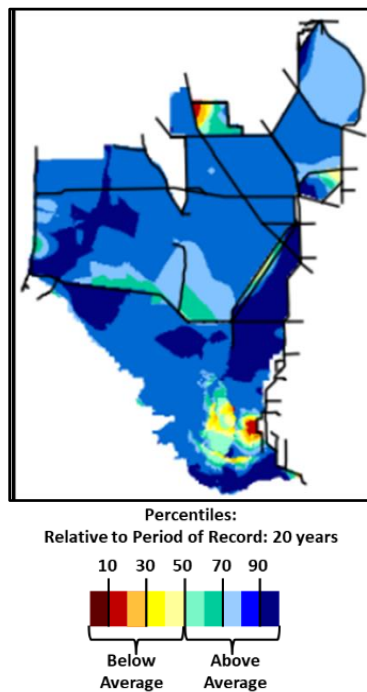 Percentiles:
Relative to Period of Record: 20 years
10 30 50 70 90
Below Above
Average Average